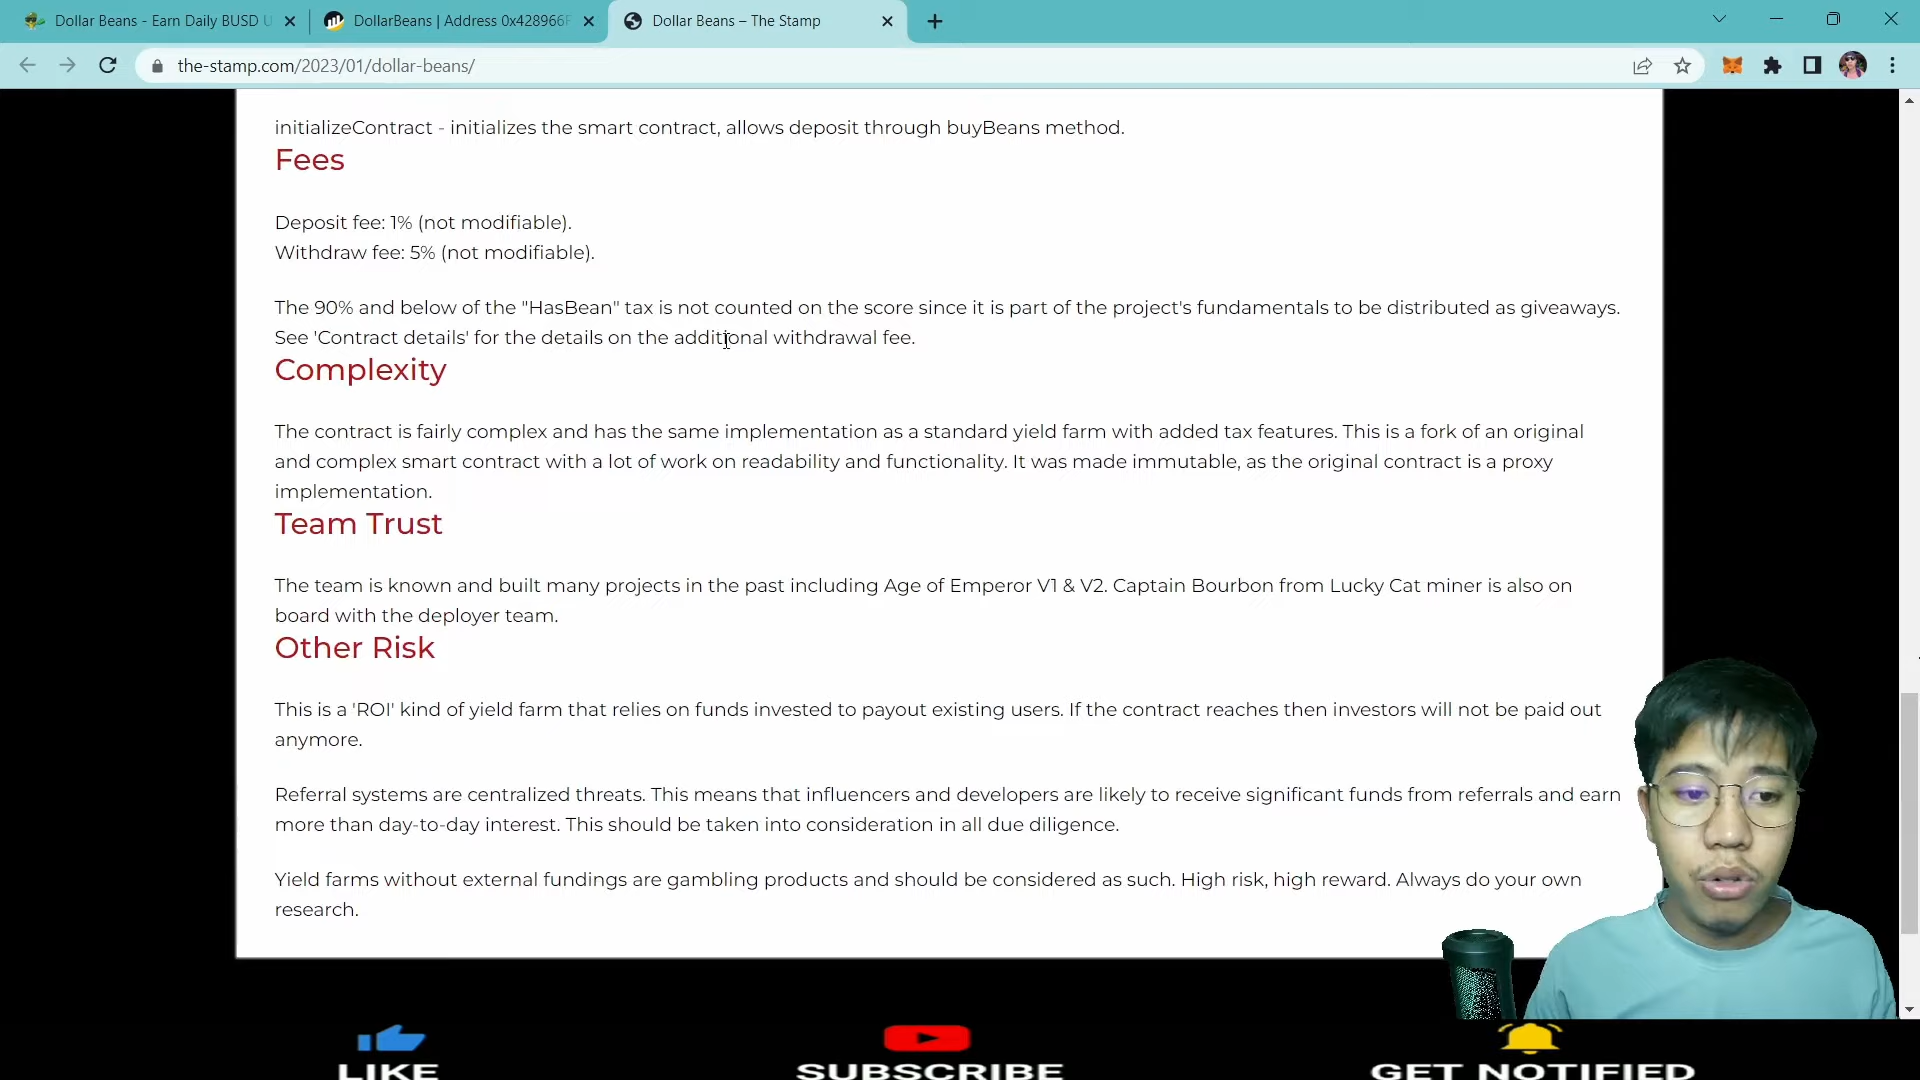 Dollar Beans - Earn Daily BUSD U
DollarBeans | Address 0x428966F
Dollar Beans – The Stamp
the-stamp.com/2023/01/dollar-beans/
initializeContract - initializes the smart contract, allows deposit through buyBeans method.
Fees
Deposit fee: 1% (not modifiable).
Withdraw fee: 5% (not modifiable).
The 90% and below of the "HasBean" tax is not counted on the score since it is part of the project's fundamentals to be distributed as giveaways.
See 'Contract details' for the details on the additional withdrawal fee.
Complexity
The contract is fairly complex and has the same implementation as a standard yield farm with added tax features. This is a fork of an original
and complex smart contract with a lot of work on readability and functionality. It was made immutable, as the original contract is a proxy
implementation.
Team Trust
The team is known and built many projects in the past including Age of Emperor V1 & V2. Captain Bourbon from Lucky Cat miner is also on
board with the deployer team.
Other Risk
This is a 'ROI' kind of yield farm that relies on funds invested to payout existing users. If the contract reaches then investors will not be paid out
anymore.
Referral systems are centralized threats. This means that influencers and developers are likely to receive significant funds from referrals and earn
more than day-to-day interest. This should be taken into consideration in all due diligence.
Yield farms without external fundings are gambling products and should be considered as such. High risk, high reward. Always do your own
research.
LIKE
SUBSCRIBE
GET NOTIFIED